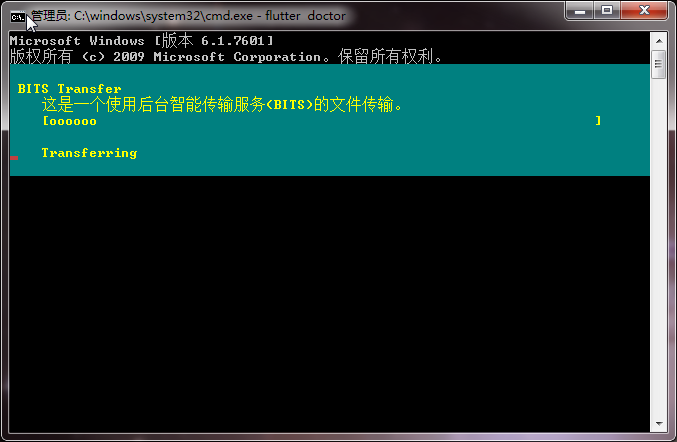 管理员: C:\windows\system32\cmd.exe - flutter doctor
Microsoft Windows [版本 6.1.7601]
版权所有 (c) 2009 Microsoft Corporation。保留所有权利。
BITS Transfer
这是一个使用后台智能传输服务(BITS)的文件传输。
[oooooo ]
Transferring